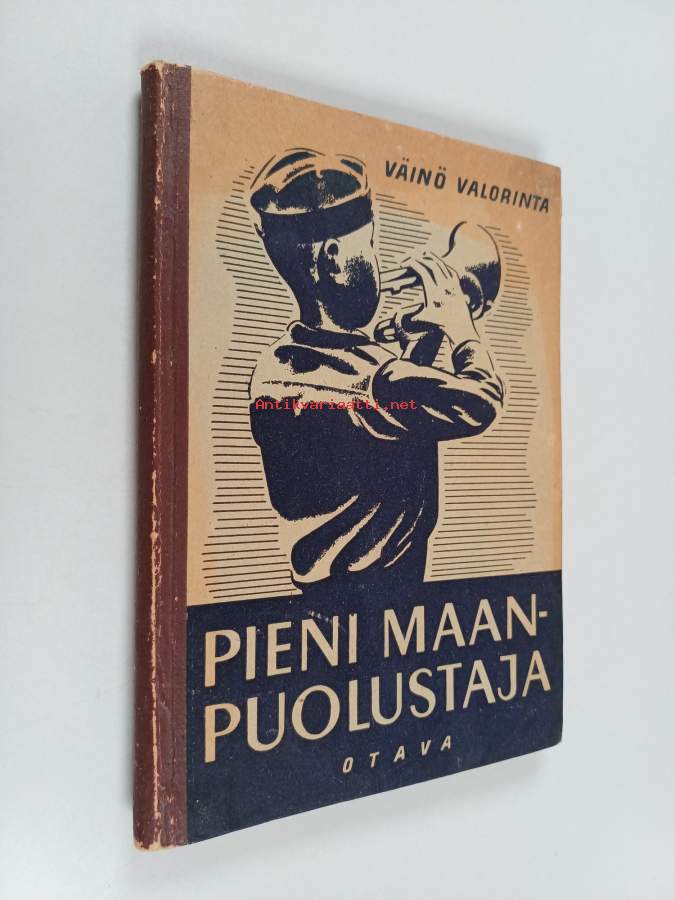 VÄINÖ VALORINTA
Antikvariaatti.net
PIENI MAAN-
PUOLUSTAJA
OTAVA